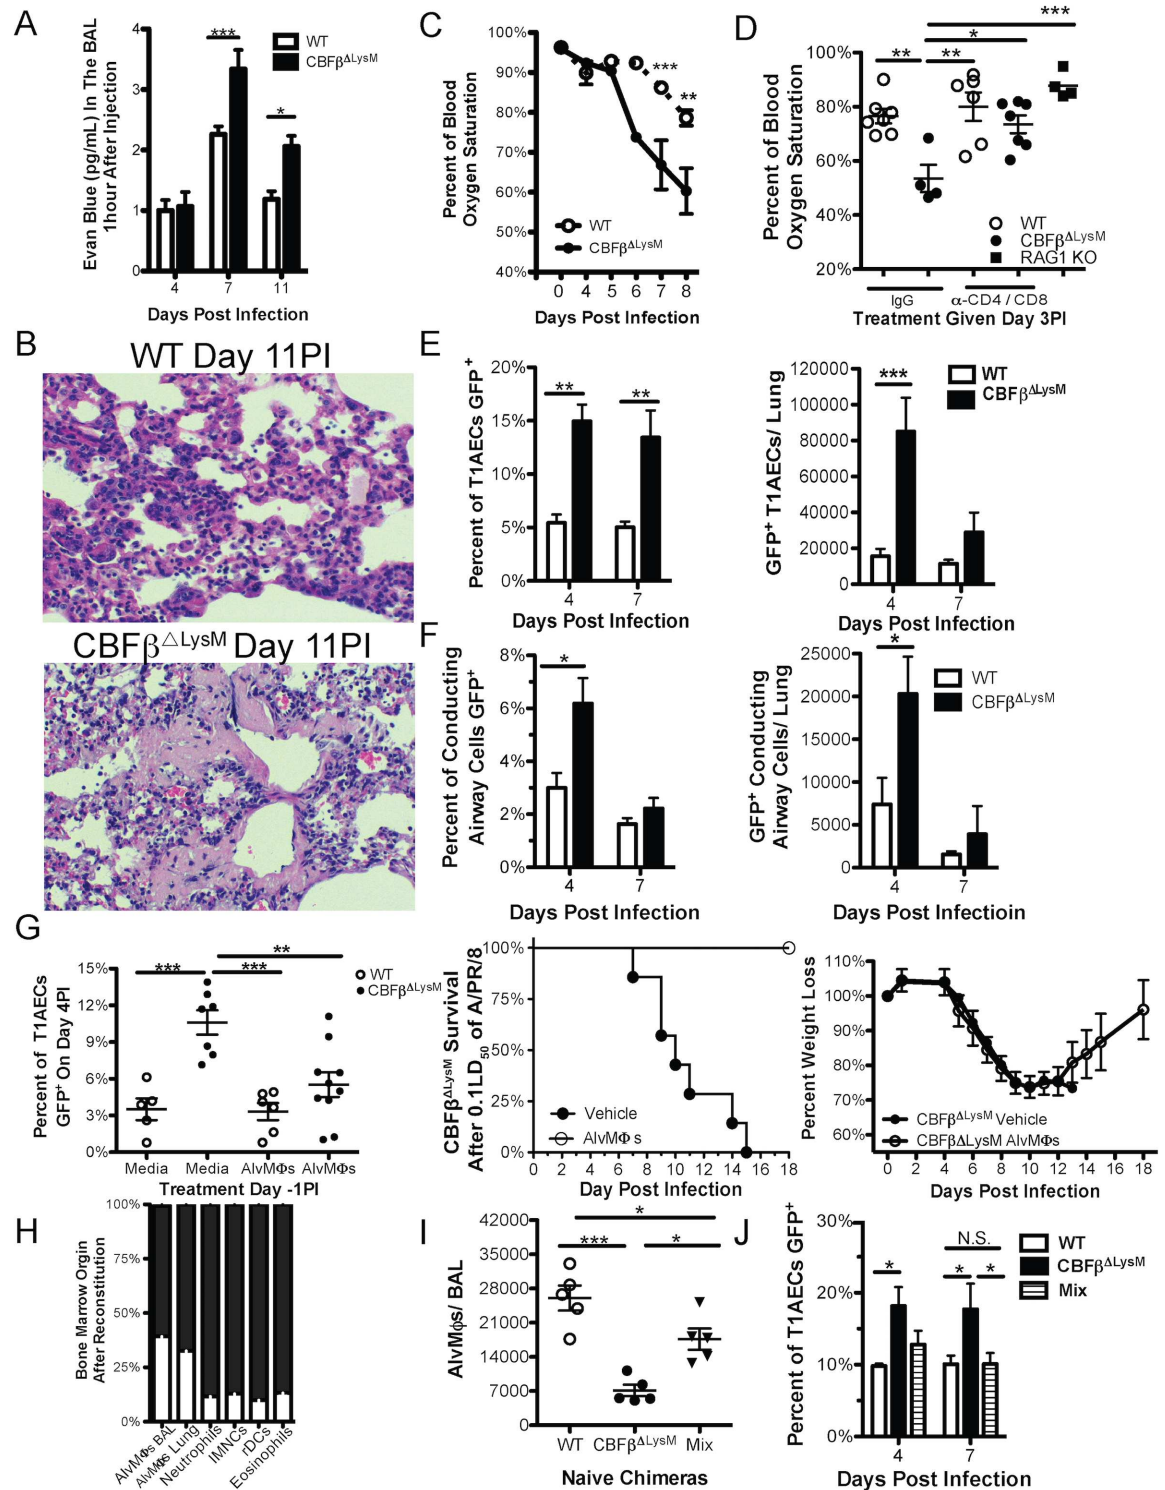 A
Evan Blue (pg/mL) In The BAL
1hour After Injection
4
3
2
1
0
***
*
WT
CBFβΔLysM
4 7 11
Days Post Infection
C
Percent of Blood
Oxygen Saturation
100%
90%
80%
70%
60%
50%
40%
***
**
WT
CBFβΔLysM
0 4 5 6 7 8
Days Post Infection
D
Percent of Blood
Oxygen Saturation
100%
80%
60%
40%
20%
***
*
** **
WT
CBFβΔLysM
RAG1 KO
IgG α-CD4 / CD8
Treatment Given Day 3PI
B
WT Day 11PI
CBFβ△LysM Day 11PI
E
Percent of T1AECs GFP+
20%
15%
10%
5%
0%
** **
4 7
Days Post Infection
GFP+ T1AECs/ Lung
120000
100000
80000
60000
40000
20000
0
***
WT
CBFβΔLysM
4 7
Days Post Infection
F
Percent of Conducting
Airway Cells GFP+
8%
6%
4%
2%
0%
*
4 7
Days Post Infection
GFP+ Conducting
Airway Cells/ Lung
25000
20000
15000
10000
5000
0
*
WT
CBFβΔLysM
4 7
Days Post Infectioin
G
Percent of T1AECs
GFP+ On Day 4PI
15%
12%
9%
6%
3%
0%
**
*** ***
WT
CBFβΔLysM
Media Media AlvMΦs AlvMΦs
Treatment Day -1PI
CBFβΔLysM Survival
After 0.1LD50 of A/PR/8
100%
75%
50%
25%
0%
Vehicle
AlvMΦs
0 2 4 6 8 10 12 14 16 18
Day Post Infection
Percent Weight Loss
110%
100%
90%
80%
70%
60%
CBFβΔLysM Vehicle
CBFβΔLysM AlvMΦs
0 2 4 6 8 10 12 14 16 18
Days Post Infection
H
Bone Marrow Orgin
After Reconstitution
100%
75%
50%
25%
0%
AlvMΦs BAL
AlvMΦs Lung
Neutrophils
IMNCs
rDCs
Eosinophils
I
AlvMφs/ BAL
42000
35000
28000
21000
14000
7000
0
*
*** *
WT CBFβΔLysM Mix
Naive Chimeras
J
Percent of T1AECs GFP+
30%
20%
10%
0%
N.S.
* * *
WT
CBFβΔLysM
Mix
4 7
Days Post Infection